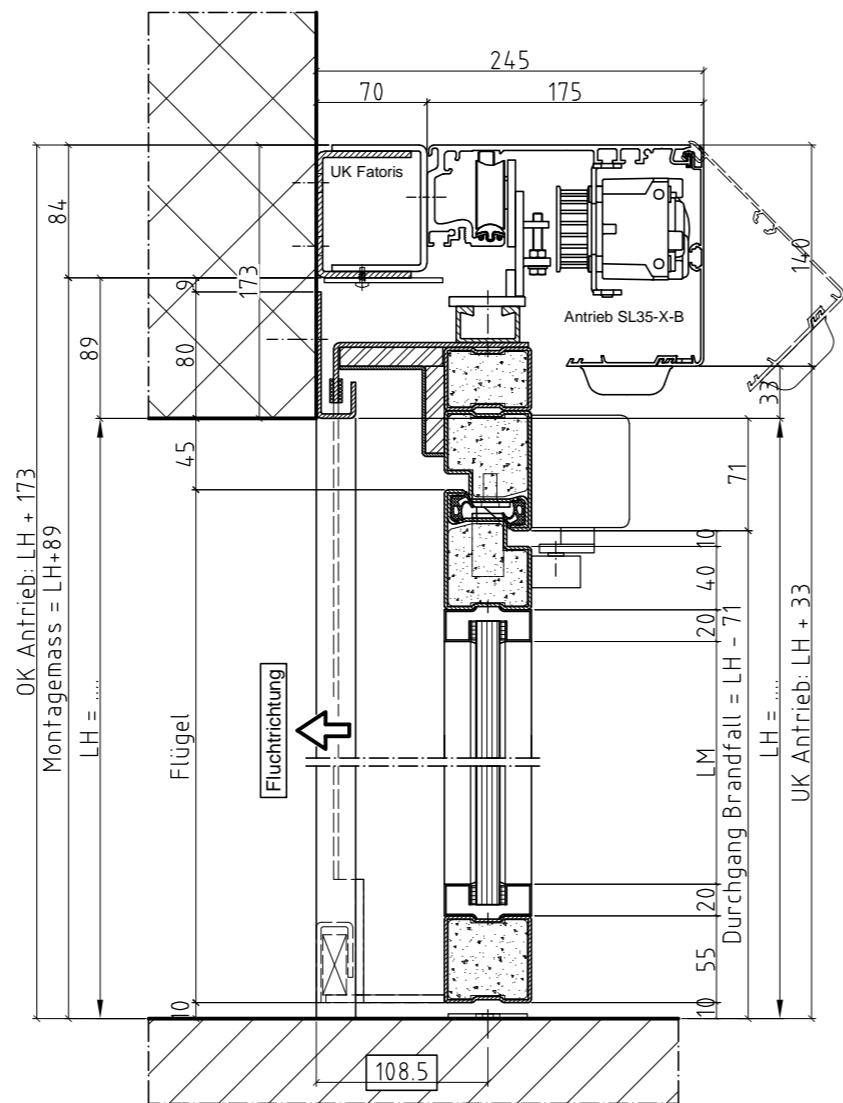 245
70
175
UK Fatoris
84
173
9
89
80
140
Antrieb SL35-X-B
33
45
71
10
40
20
OK Antrieb: LH + 173
Montagemass = LH+89
LH = ....
Flügel
Fluchtrichtung
LM
Durchgang Brandfall = LH - 71
LH = ....
UK Antrieb: LH + 33
20
55
10
10
108.5